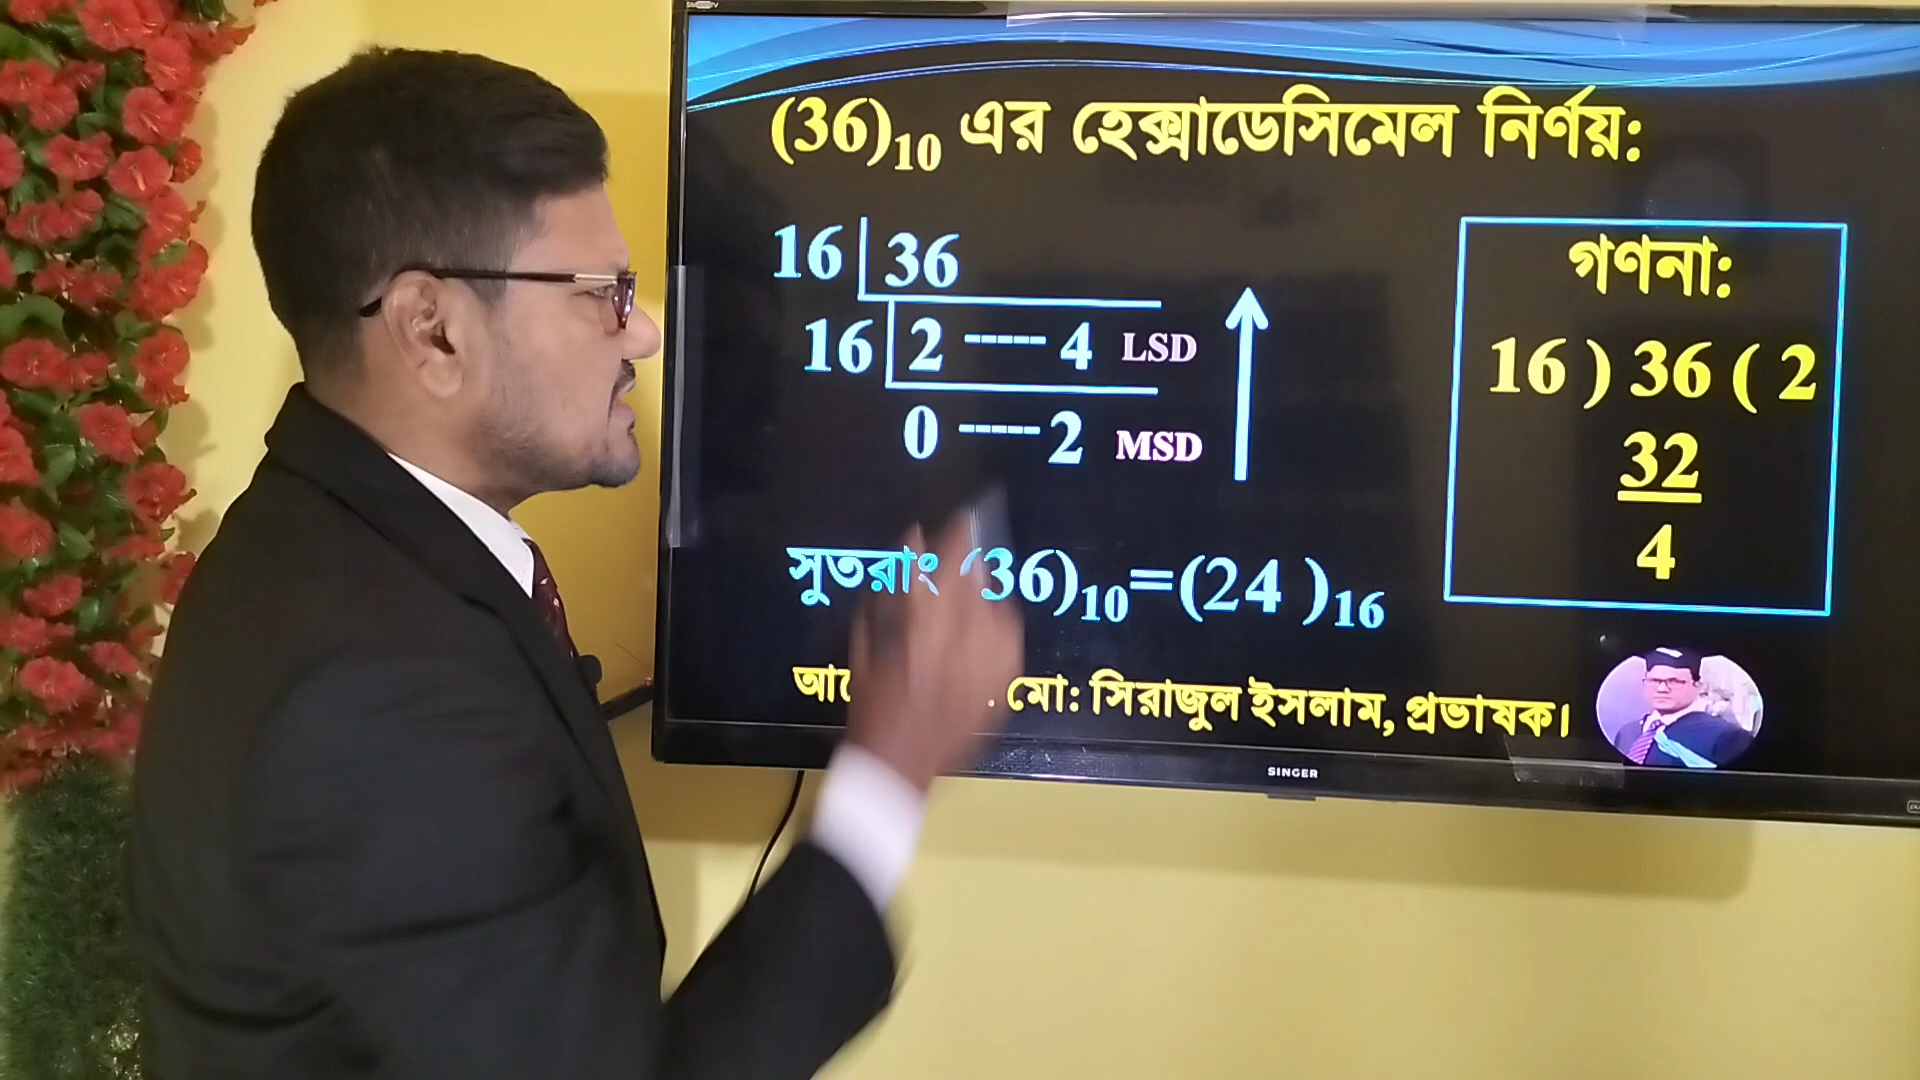 (36)10 এর হেক্সাডেসিমেল নির্ণয়:
16 36
16 2 ----- 4 LSD
0 ----- 2 MSD
সুতরাং (36)10=(24 )16
গণনা:
16 ) 36 ( 2
32
4
মো: সিরাজুল ইসলাম, প্রভাষক।
SINGER